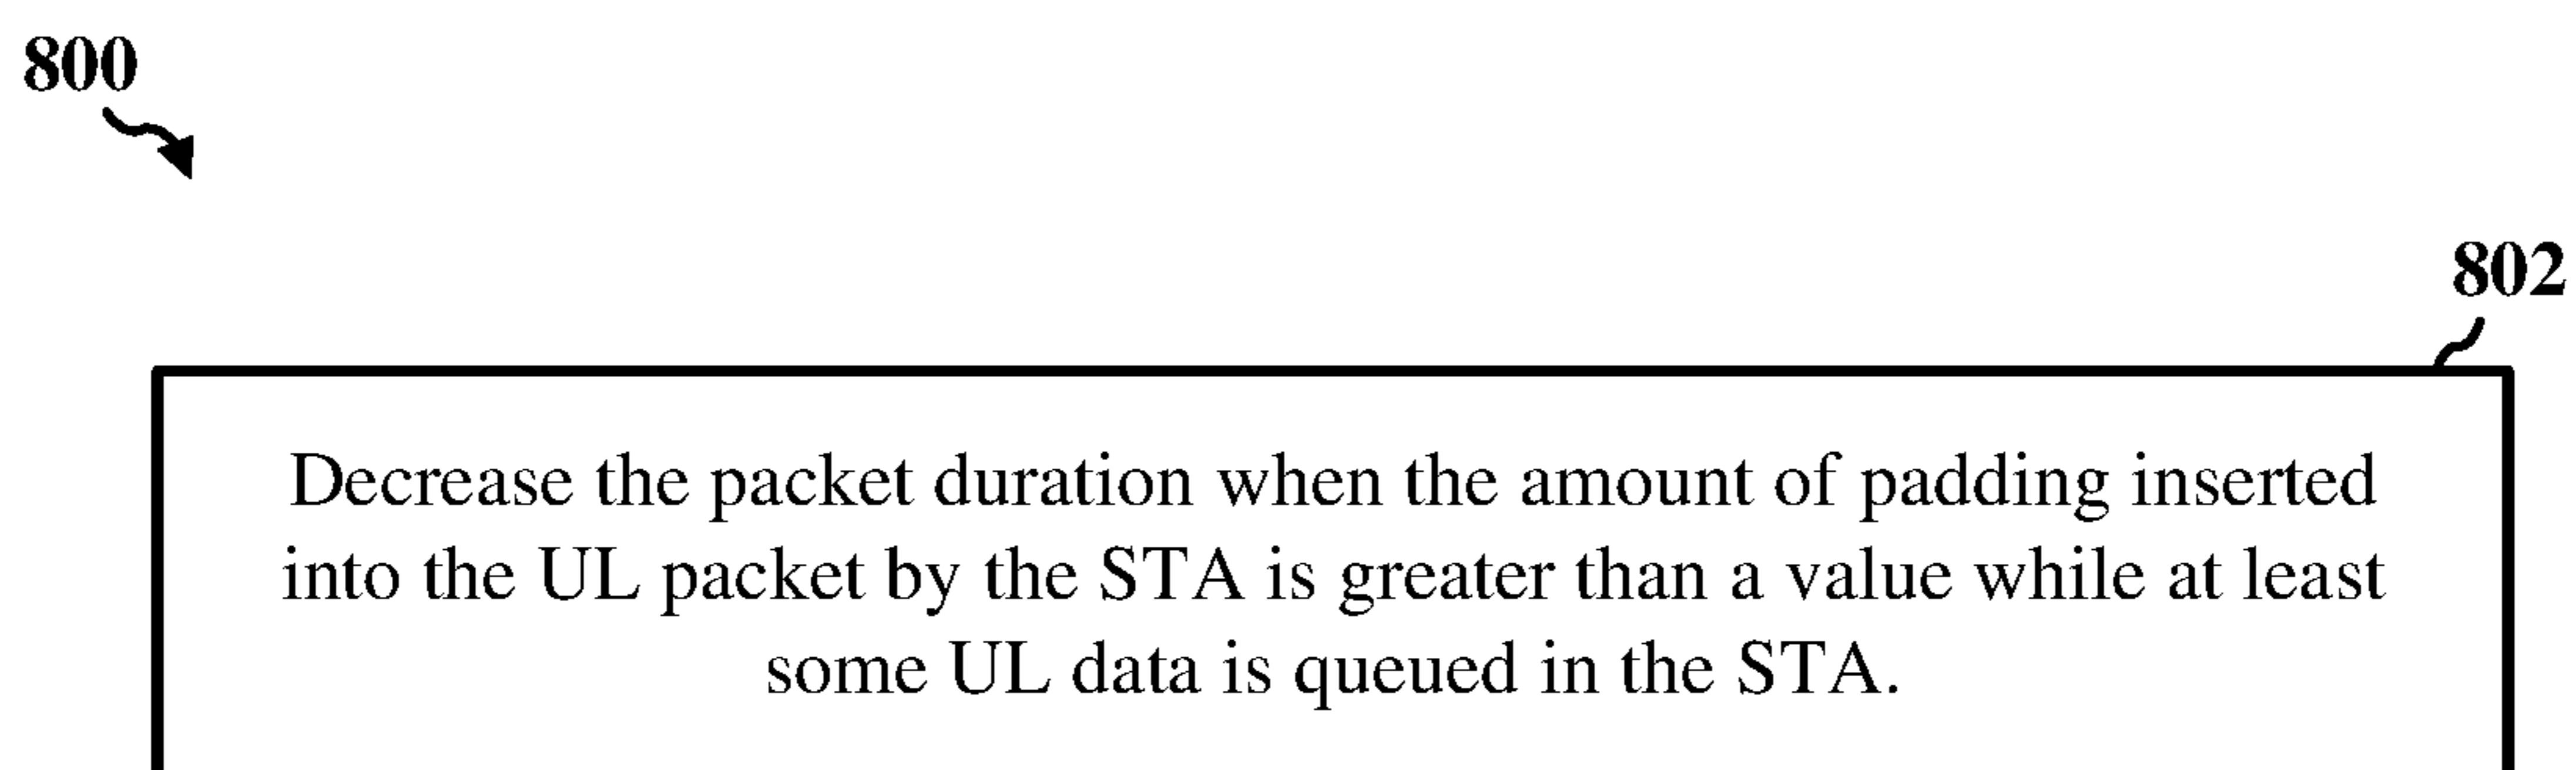 800
802
Decrease the packet duration when the amount of padding inserted
into the UL packet by the STA is greater than a value while at least
some UL data is queued in the STA.